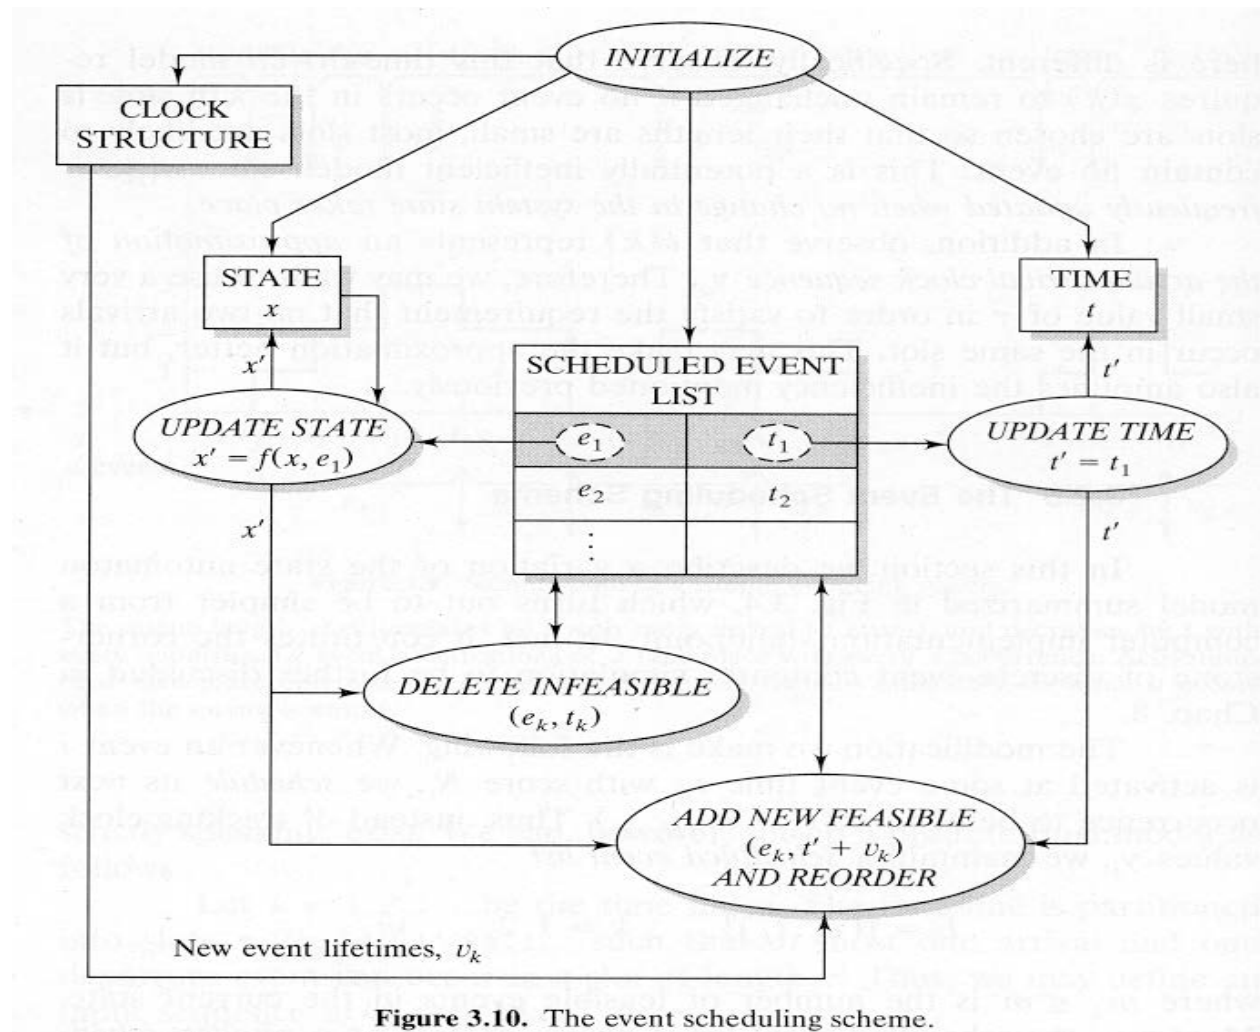 INITIALIZE
CLOCK
STRUCTURE
STATE
x
TIME
t
x′
t′
SCHEDULED EVENT
LIST
UPDATE STATE
x′ = f(x, e₁)
e₁
t₁
UPDATE TIME
t′ = t₁
e₂
t₂
⋮
x′
t′
DELETE INFEASIBLE
(eₖ, tₖ)
ADD NEW FEASIBLE
(eₖ, t′ + vₖ)
AND REORDER
New event lifetimes, vₖ
Figure 3.10. The event scheduling scheme.